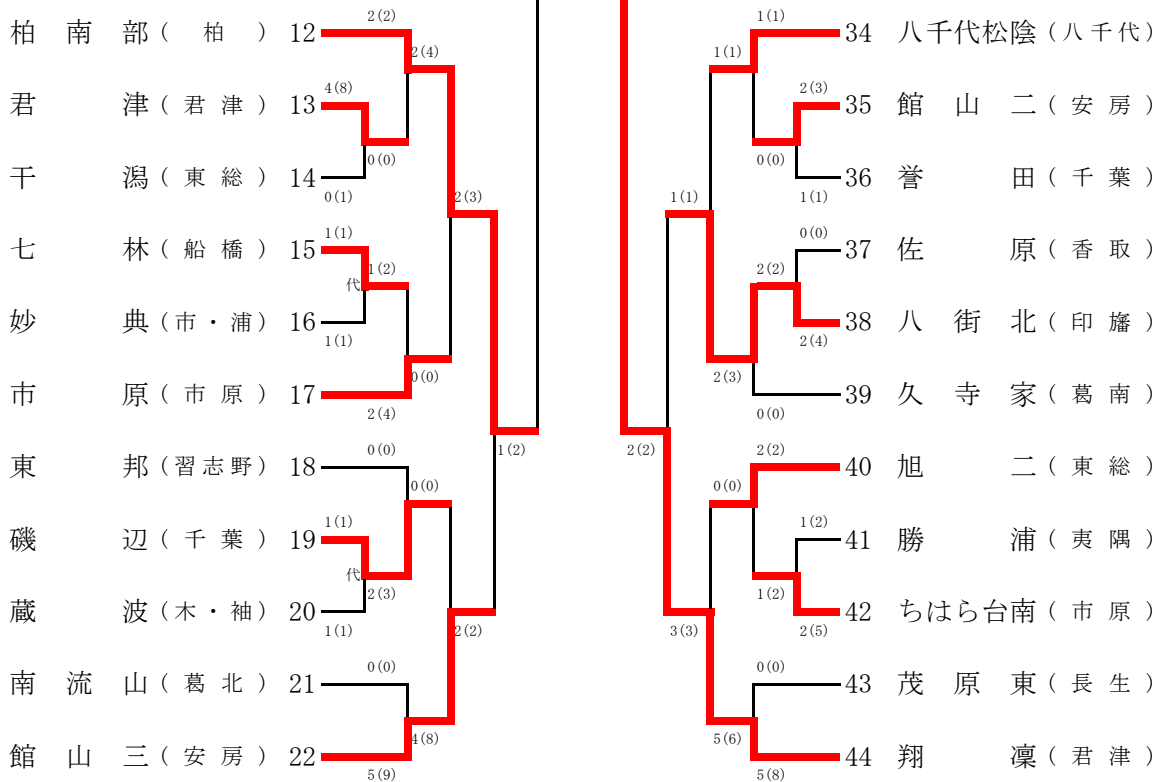 2(2)
柏南部(柏) 12
2(4)
4(8)
君津(君津) 13
0(0)
干潟(東総) 14
0(1)
2(3)
1(1)
七林(船橋) 15
1(2)
代
妙典(市・浦) 16
1(1)
0(0)
市原(市原) 17
2(4)
1(2)
0(0)
東邦(習志野) 18
0(0)
1(1)
磯辺(千葉) 19
代
2(3)
蔵波(木・袖) 20
1(1)
2(2)
0(0)
南流山(葛北) 21
4(8)
館山三(安房) 22
5(9)
1(1)
34 八千代松陰(八千代)
1(1)
2(3)
35 館山二(安房)
0(0)
36 誉田(千葉)
1(1)
1(1)
0(0)
37 佐原(香取)
2(2)
38 八街北(印旛)
2(4)
2(3)
39 久寺家(葛南)
0(0)
2(2)
2(2)
40 旭二(東総)
0(0)
1(2)
41 勝浦(夷隅)
1(2)
42 ちはら台南(市原)
2(5)
3(3)
0(0)
43 茂原東(長生)
5(6)
44 翔凜(君津)
5(8)